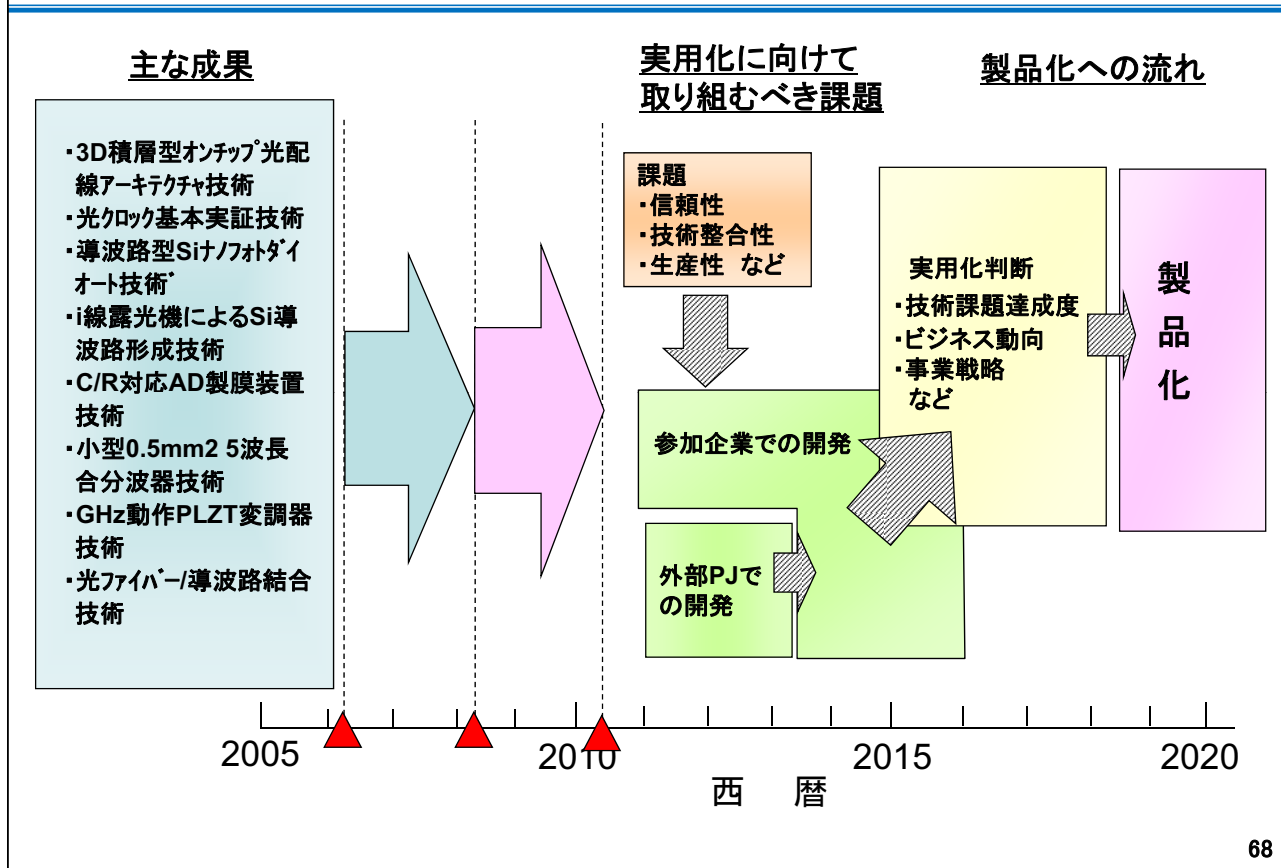 主な成果
・3D積層型オンチップ光配
線アーキテクチャ技術
・光クロック基本実証技術
・導波路型Siナノフォトダイ
オート技術゛
・i線露光機によるSi導
波路形成技術
・C/R対応AD製膜装置
技術
・小型0.5mm2 5波長
合分波器技術
・GHz動作PLZT変調器
技術
・光ファイバー/導波路結合
技術
実用化に向けて
取り組むべき課題
課題
・信頼性
・技術整合性
・生産性 など
参加企業での開発
外部PJで
の開発
製品化への流れ
実用化判断
・技術課題達成度
・ビジネス動向
・事業戦略
など
製
品
化
2005 2010 2015 2020
西 暦
68